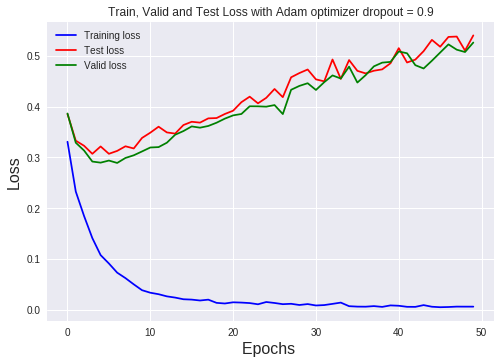 Train, Valid and Test Loss with Adam optimizer dropout = 0.9
Training loss
Test loss
Valid loss
0.5
0.4
0.3
0.2
0.1
0.0
Loss
0 10 20 30 40 50
Epochs